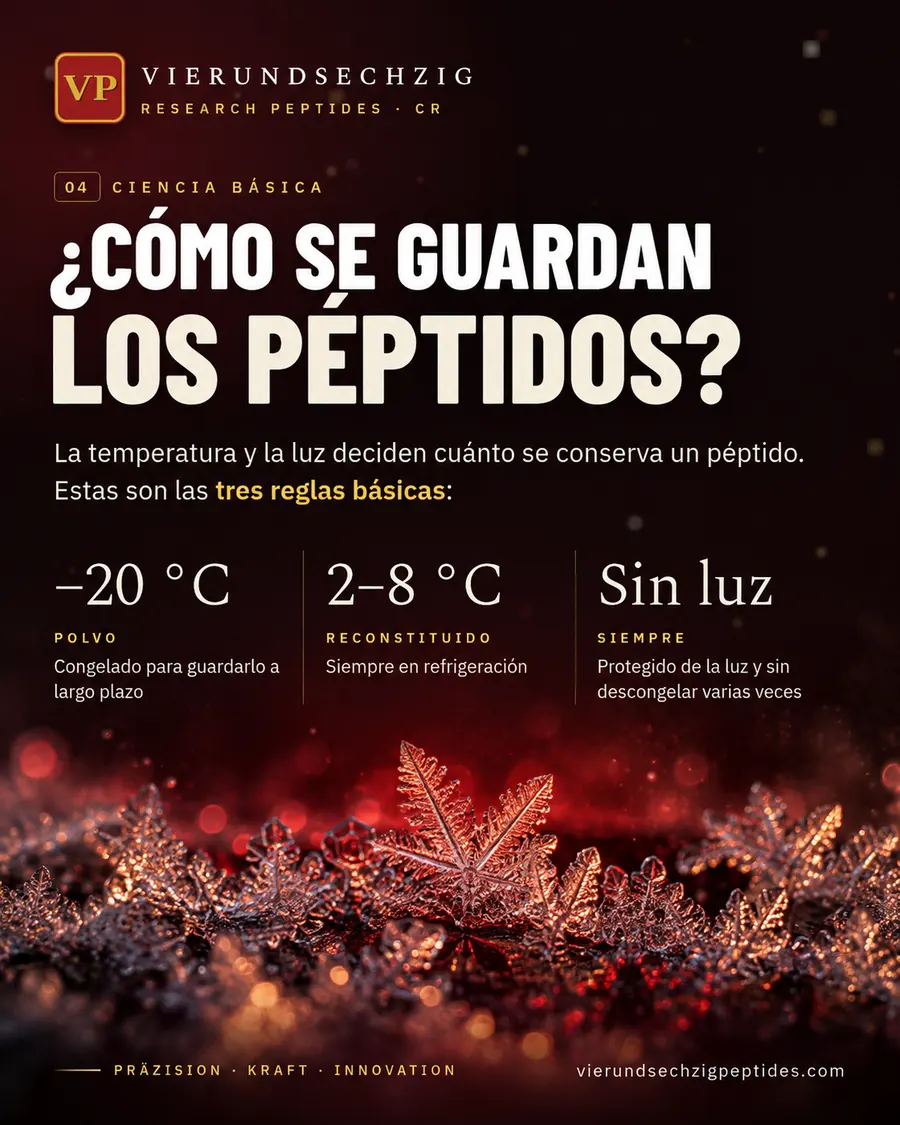 VP
VIERUNDSECHZIG
RESEARCH PEPTIDES · CR
04 CIENCIA BÁSICA
¿CÓMO SE GUARDAN
LOS PÉPTIDOS?
La temperatura y la luz deciden cuánto se conserva un péptido.
Estas son las tres reglas básicas:
–20 °C
POLVO
Congelado para guardarlo a
largo plazo
2–8 °C
RECONSTITUIDO
Siempre en refrigeración
Sin luz
SIEMPRE
Protegido de la luz y sin
descongelar varias veces
PRÄZISION · KRAFT · INNOVATION
vierundsechzigpeptides.com